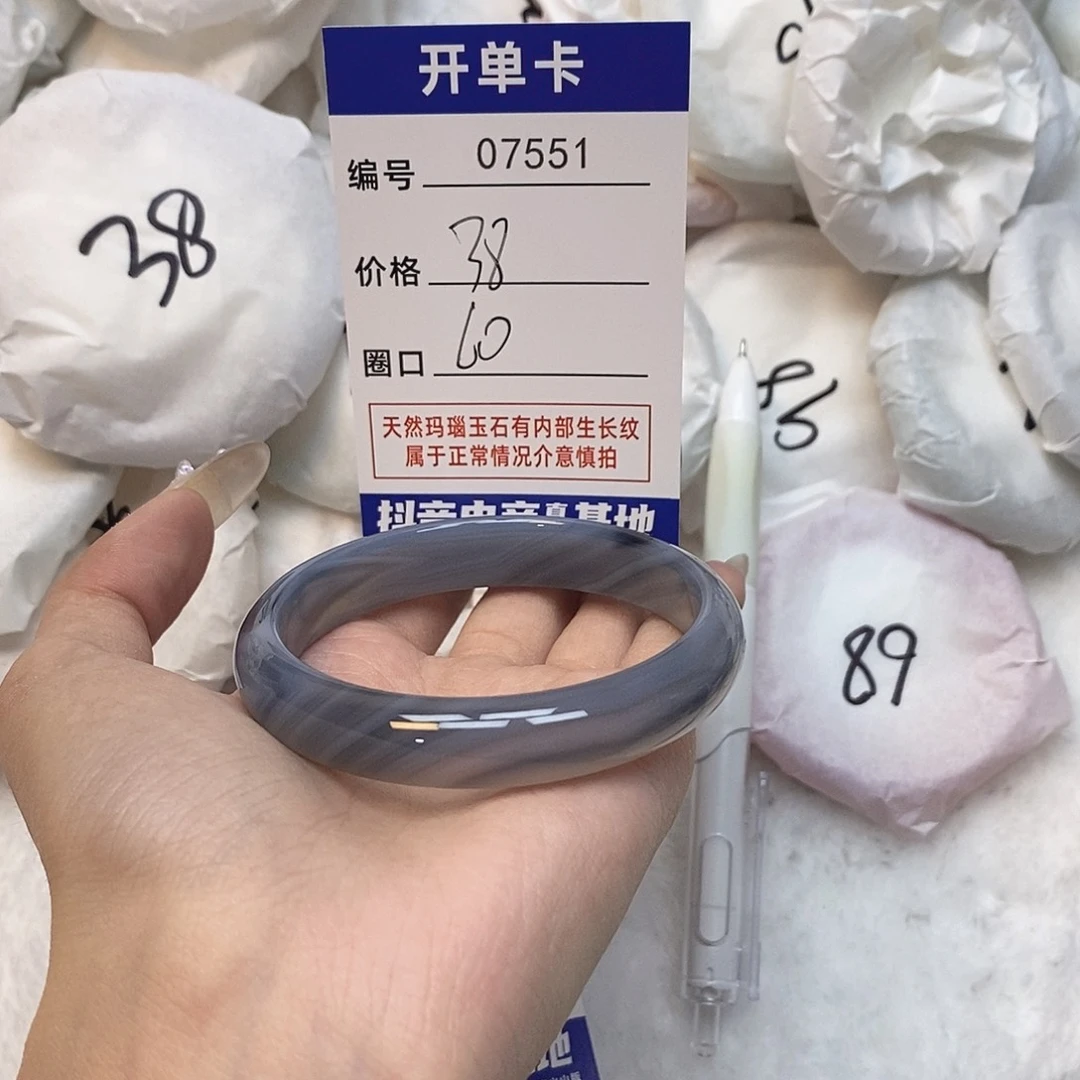 开单卡
编号 07551
价格 38
圈口 60
天然玛瑙玉石有内部生长纹
属于正常情况介意慎拍
38
89